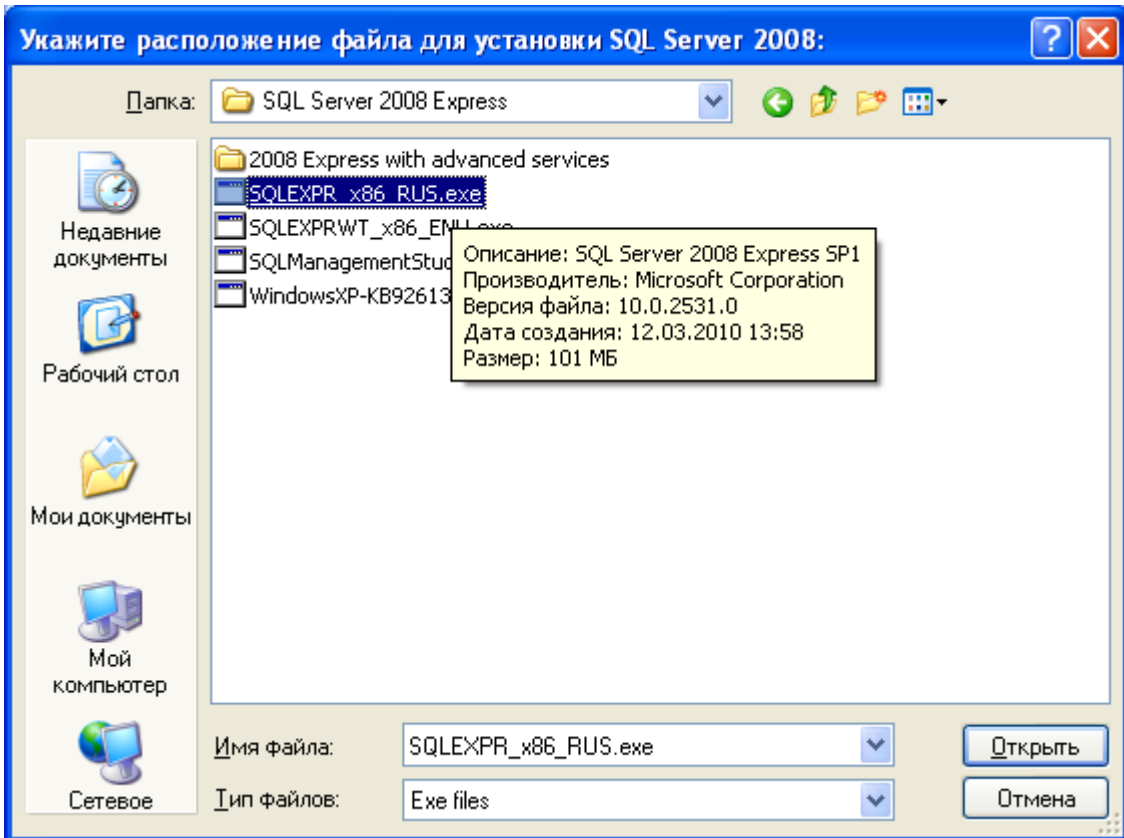 Укажите расположение файла для установки SQL Server 2008:
Папка: SQL Server 2008 Express
Недавние документы
Рабочий стол
Мои документы
Мой компьютер
Сетевое
2008 Express with advanced services
SQLEXPR_x86_RUS.exe
SQLEXPRWT_x86_ENU.exe
SQLManagementStud
WindowsXP-KB92613
Описание: SQL Server 2008 Express SP1
Производитель: Microsoft Corporation
Версия файла: 10.0.2531.0
Дата создания: 12.03.2010 13:58
Размер: 101 МБ
Имя файла: SQLEXPR_x86_RUS.exe Открыть
Тип файлов: Exe files Отмена